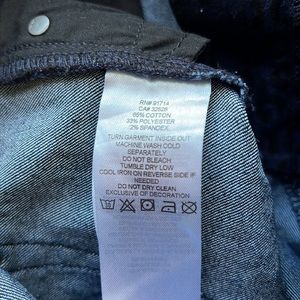 RN# 91714
CA# 32626
65% COTTON
33% POLYESTER
2% SPANDEX
TURN GARMENT INSIDE OUT
MACHINE WASH COLD
SEPARATELY
DO NOT BLEACH
TUMBLE DRY LOW
COOL IRON ON REVERSE SIDE IF
NEEDED
DO NOT DRY CLEAN
EXCLUSIVE OF DECORATION